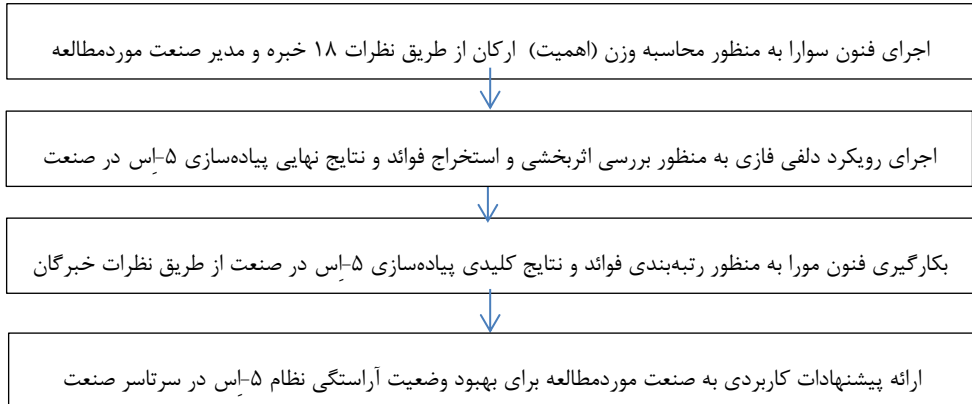 اجرای فنون سوارا به منظور محاسبه وزن (اهمیت) ارکان از طریق نظرات ۱۸ خبره و مدیر صنعت موردمطالعه
اجرای رویکرد دلفی فازی به منظور بررسی اثربخشی و استخراج فوائد و نتایج نهایی پیاده‌سازی ۵-اِس در صنعت
بکارگیری فنون مورا به منظور رتبه‌بندی فوائد و نتایج کلیدی پیاده‌سازی ۵-اِس در صنعت از طریق نظرات خبرگان
ارائه پیشنهادات کاربردی به صنعت موردمطالعه برای بهبود وضعیت آراستگی نظام ۵-اِس در سرتاسر صنعت